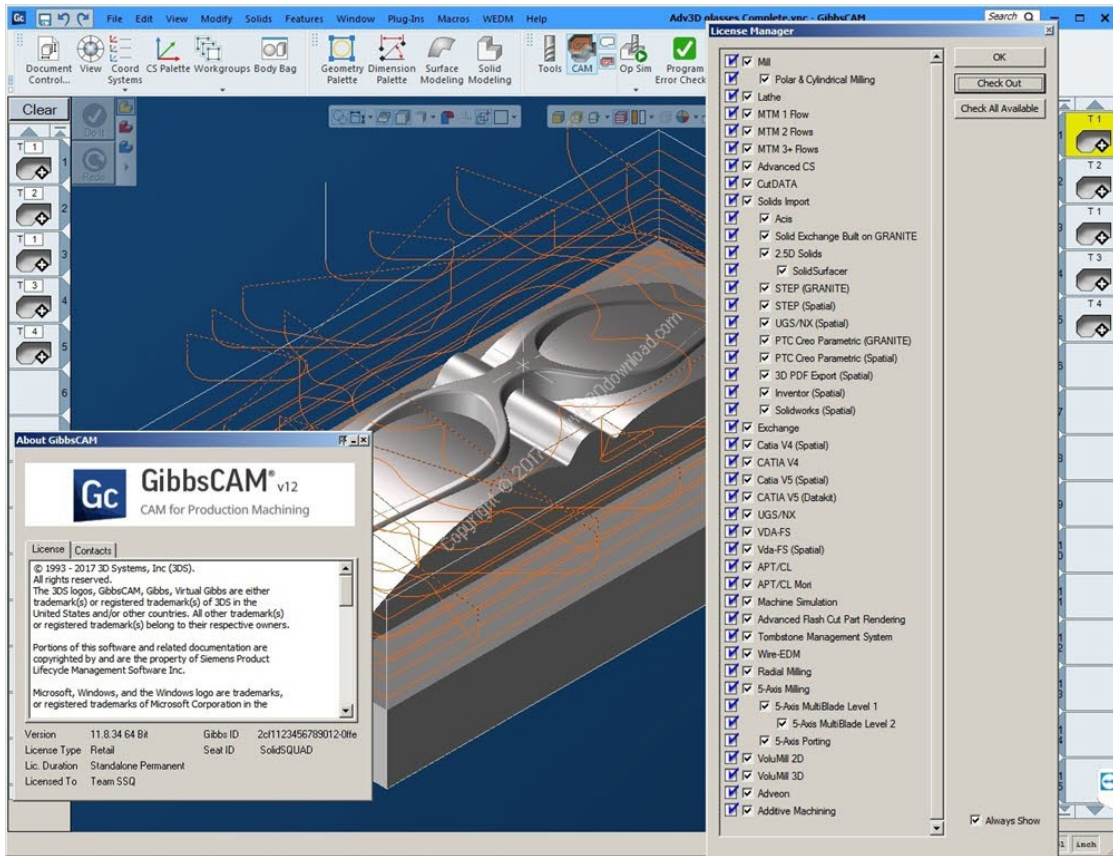 File Edit View Modify Solids Features Window Plug-Ins Macros WEDM Help
Adv3D glasses Complete.vnc - GibbsCAM
Search
Document Control...
View
Coord Systems
CS Palette
Workgroups
Body Bag
Geometry Palette
Dimension Palette
Surface Modeling
Solid Modeling
Tools
CAM
Op Sim
Program Error Check
Clear
Do It
Redo
T 1
1
T 2
2
T 1
3
T 3
4
T 4
5
6
License Manager
Mill
Polar & Cylindrical Milling
Lathe
MTM 1 Flow
MTM 2 Flows
MTM 3+ Flows
Advanced CS
CutDATA
Solids Import
Acis
Solid Exchange Built on GRANITE
2.5D Solids
SolidSurfacer
STEP (GRANITE)
STEP (Spatial)
UGS/NX (Spatial)
PTC Creo Parametric (GRANITE)
PTC Creo Parametric (Spatial)
3D PDF Export (Spatial)
Inventor (Spatial)
Solidworks (Spatial)
Exchange
Catia V4 (Spatial)
CATIA V4
Catia V5 (Spatial)
CATIA V5 (Datakit)
UGS/NX
VDA-FS
Vda-FS (Spatial)
APT/CL
APT/CL Mori
Machine Simulation
Advanced Flash Cut Part Rendering
Tombstone Management System
Wire-EDM
Radial Milling
5-Axis Milling
5-Axis MultiBlade Level 1
5-Axis MultiBlade Level 2
5-Axis Porting
VoluMill 2D
VoluMill 3D
Adveon
Additive Machining
OK
Check Out
Check All Available
Always Show
T 1
T 2
T 1
T 3
T 4
inch
Copyright © 2017
About GibbsCAM
Gc
GibbsCAM® v12
CAM for Production Machining
License Contacts
© 1993 - 2017 3D Systems, Inc (3DS).
All rights reserved.
The 3DS logos, GibbsCAM, Gibbs, Virtual Gibbs are either
trademark(s) or registered trademark(s) of 3DS in the
United States and/or other countries. All other trademark(s)
or registered trademark(s) belong to their respective owners.
Portions of this software and related documentation are
copyrighted by and are the property of Siemens Product
Lifecycle Management Software Inc.
Microsoft, Windows, and the Windows logo are trademarks,
or registered trademarks of Microsoft Corporation in the
Version 11.8.34 64 Bit Gibbs ID 2cf1123456789012-0ffe
License Type Retail Seat ID SolidSQUAD
Lic. Duration Standalone Permanent
Licensed To Team SSQ